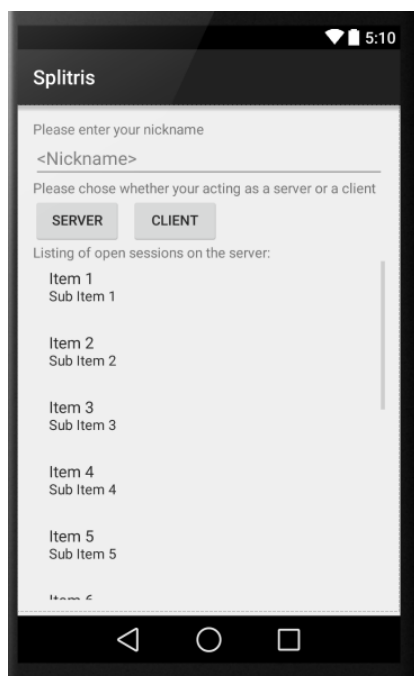 5:10
Splitris
Please enter your nickname
<Nickname>
Please chose whether your acting as a server or a client
SERVER CLIENT
Listing of open sessions on the server:
Item 1
Sub Item 1
Item 2
Sub Item 2
Item 3
Sub Item 3
Item 4
Sub Item 4
Item 5
Sub Item 5
Item 6